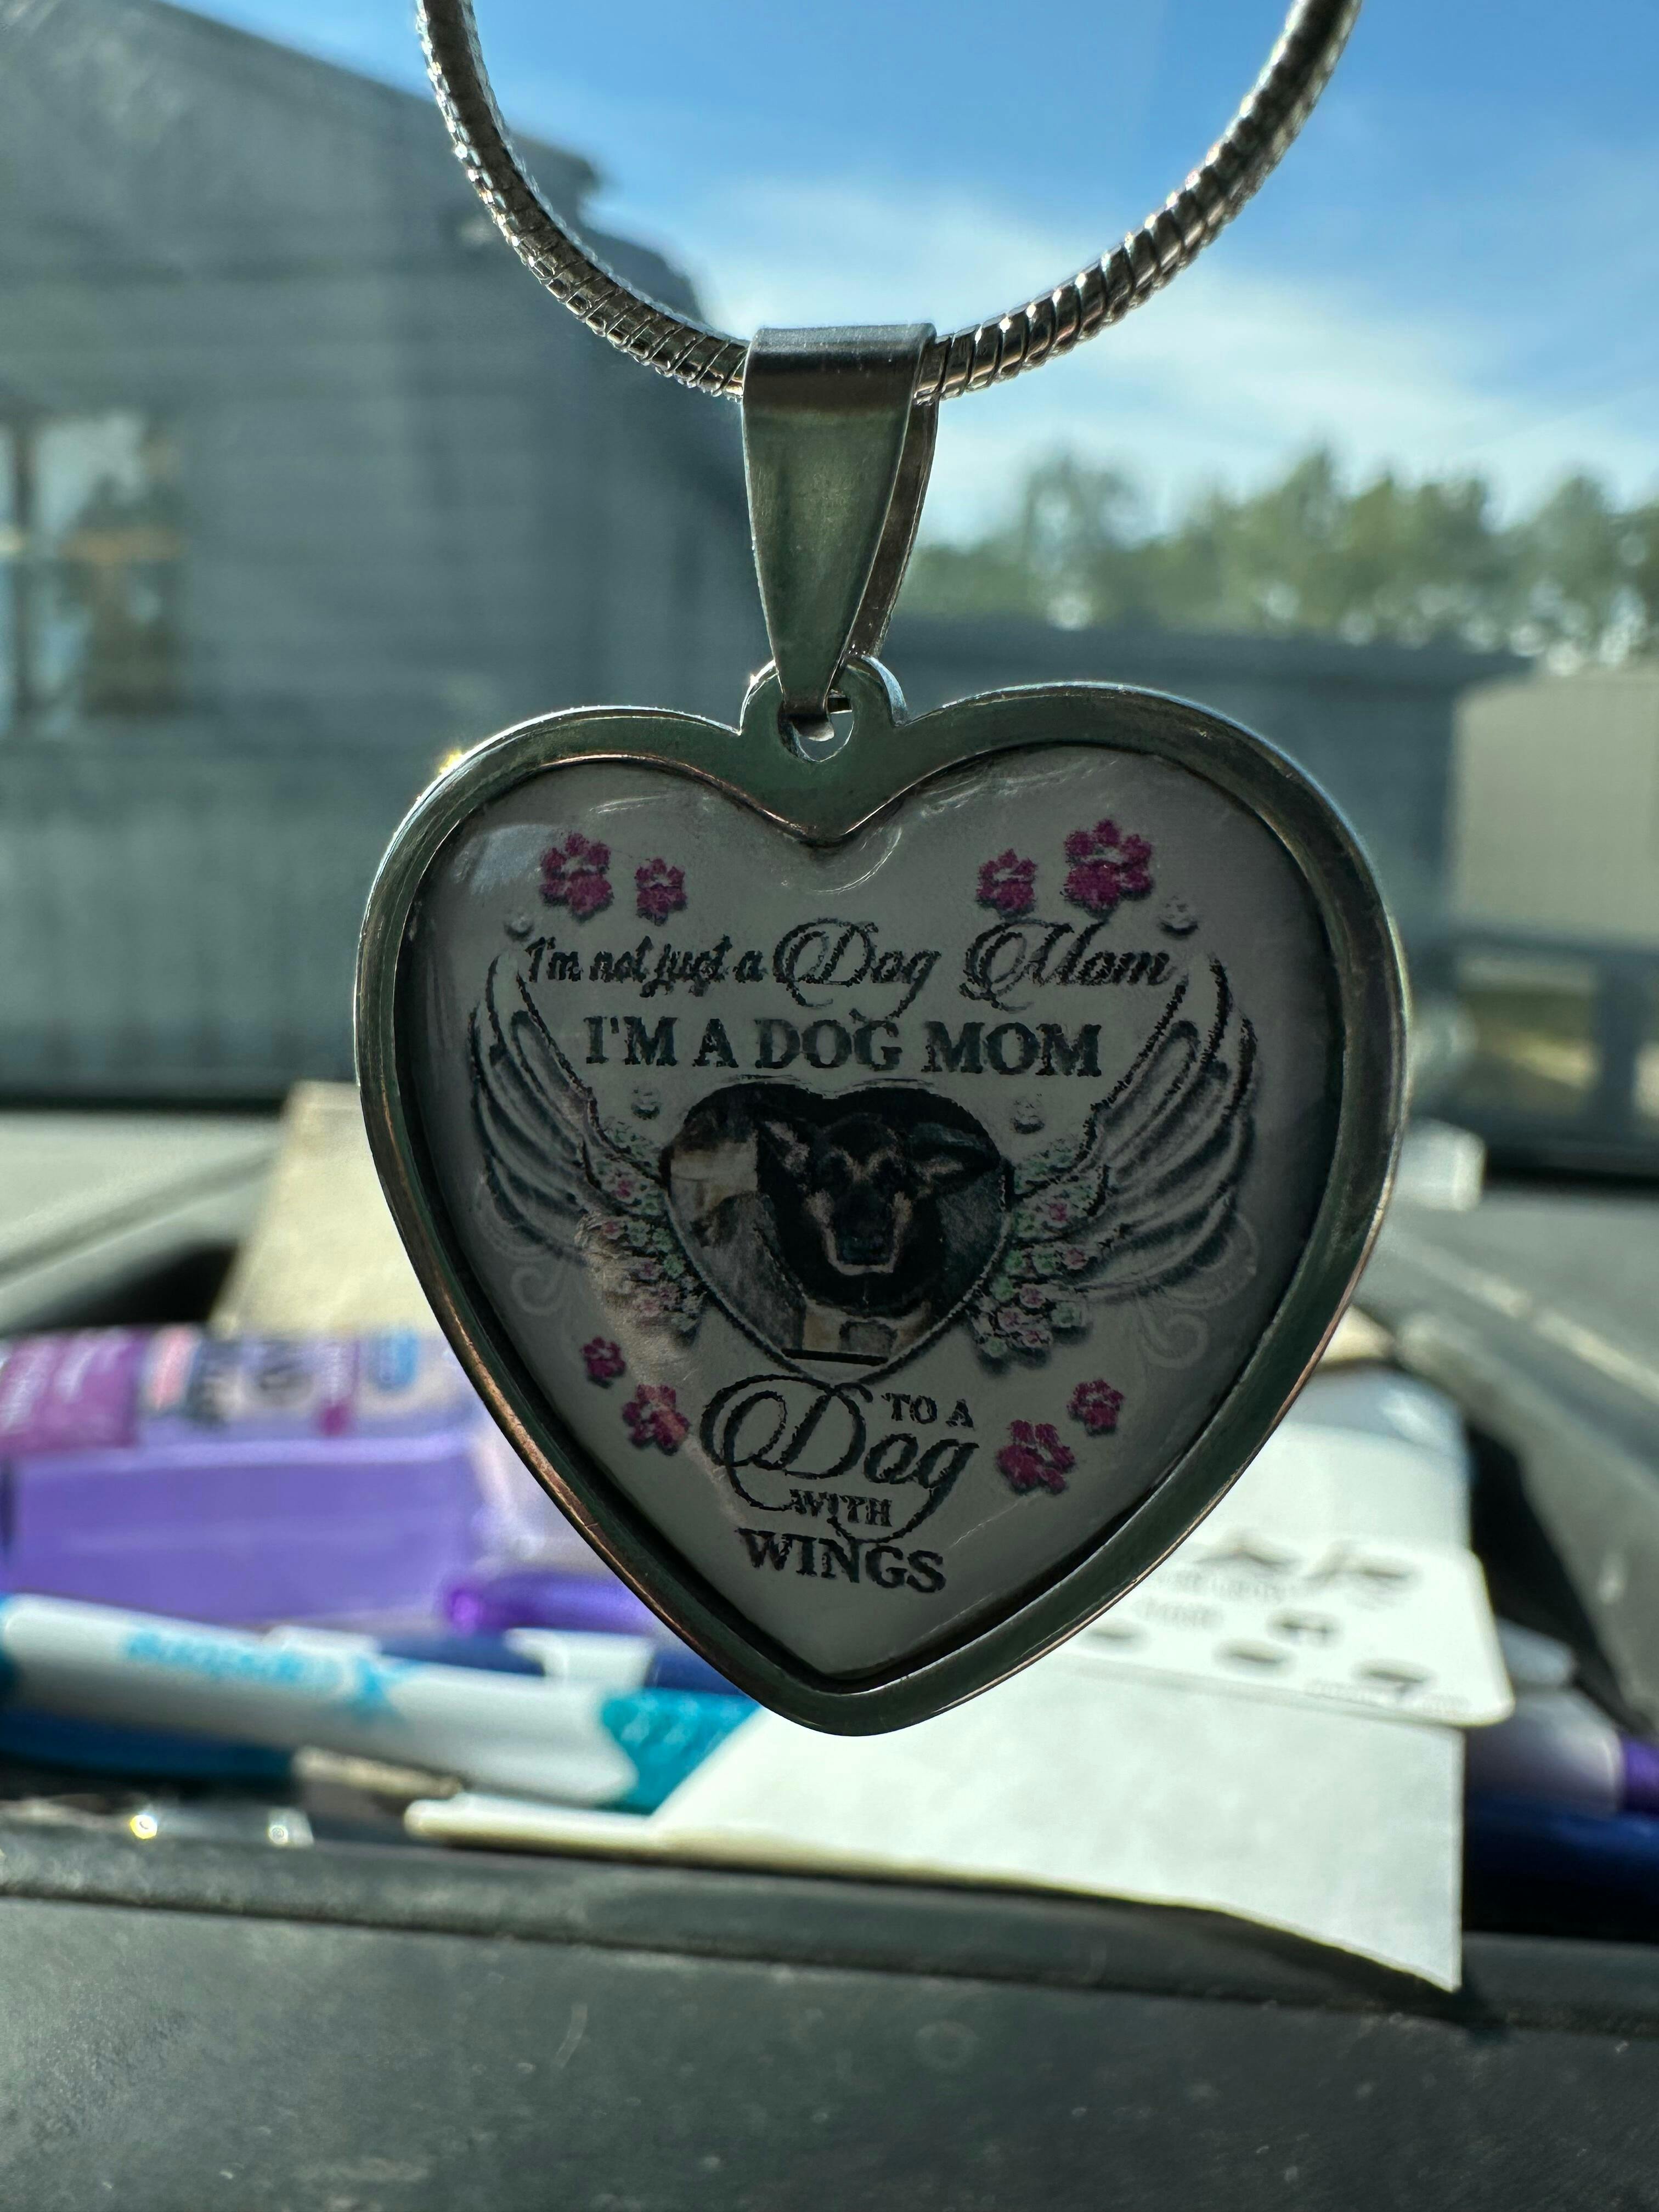 I'm not just a Dog Mom
I'M A DOG MOM
TO A
Dog
WITH
WINGS